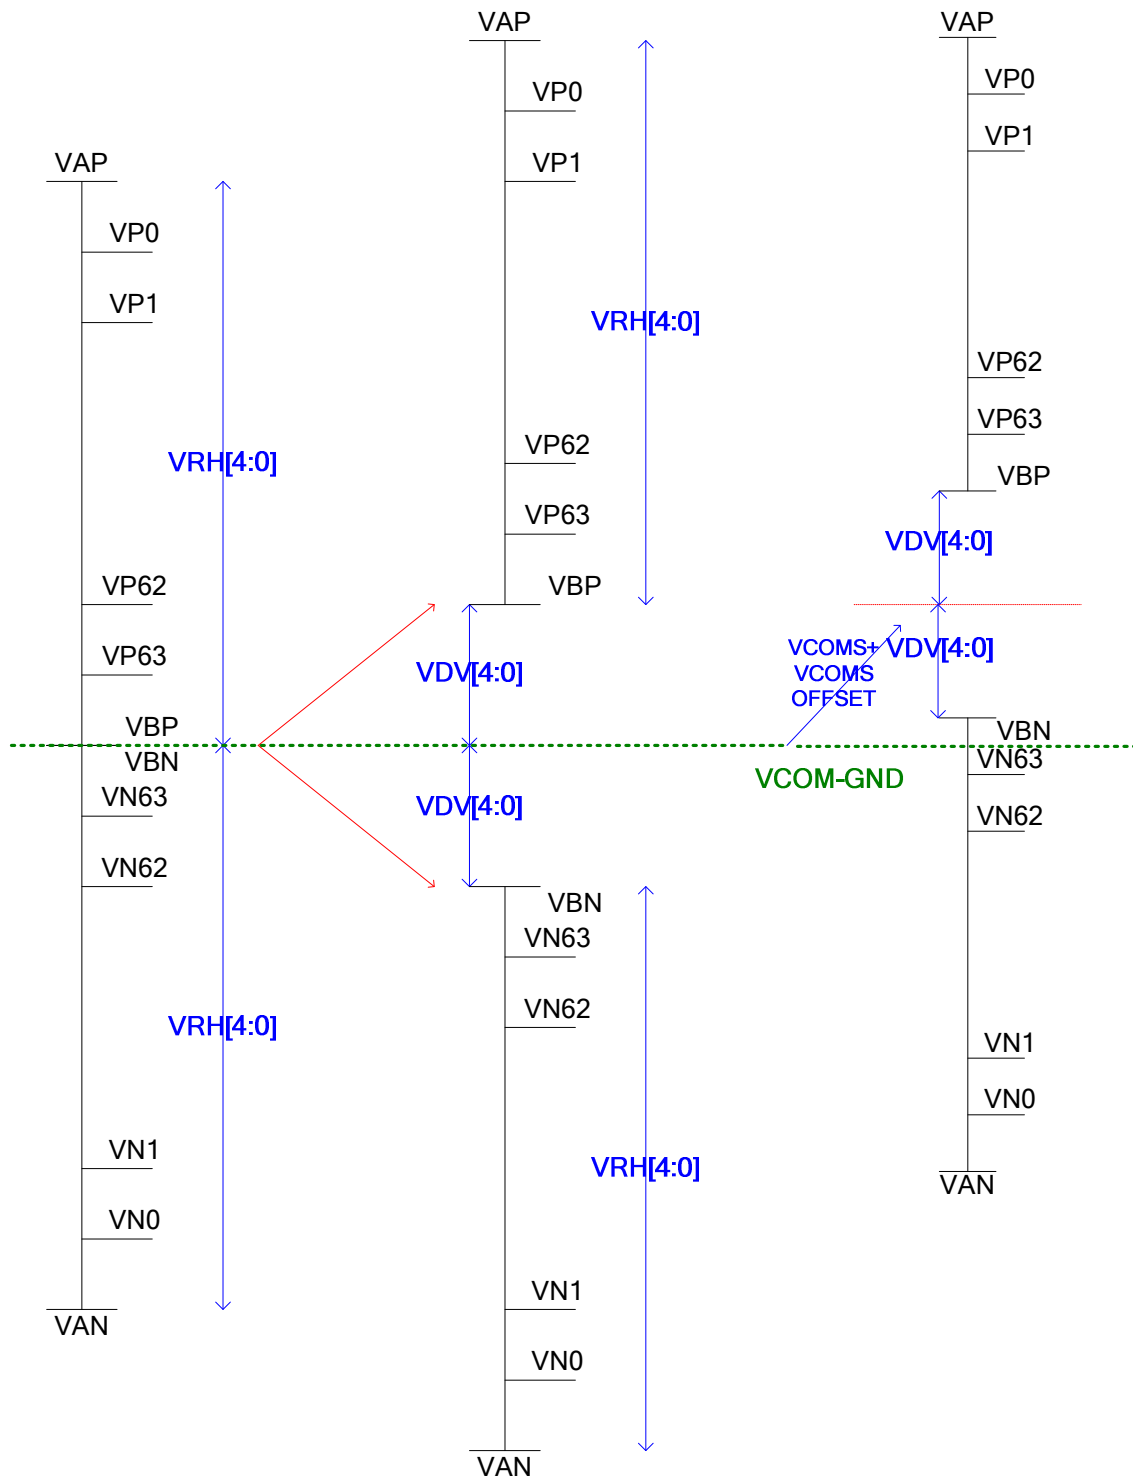 VAP
VP0
VP1
VRH[4:0]
VP62
VP63
VBP
VBN
VN63
VN62
VRH[4:0]
VN1
VN0
VAN
VAP
VP0
VP1
VRH[4:0]
VP62
VP63
VBP
VDV[4:0]
VDV[4:0]
VBN
VN63
VN62
VRH[4:0]
VN1
VN0
VAN
VAP
VP0
VP1
VP62
VP63
VBP
VDV[4:0]
VCOMS+
VCOMS
OFFSET
VDV[4:0]
VBN
VCOM-GND
VN63
VN62
VN1
VN0
VAN